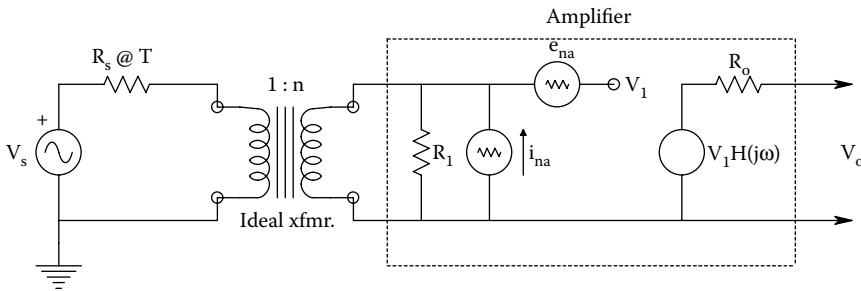 Amplifier
R_s @ T
1 : n
e_na
V_1
R_o
+
V_s
R_1
i_na
V_1H(jω)
V_o
Ideal xfmr.